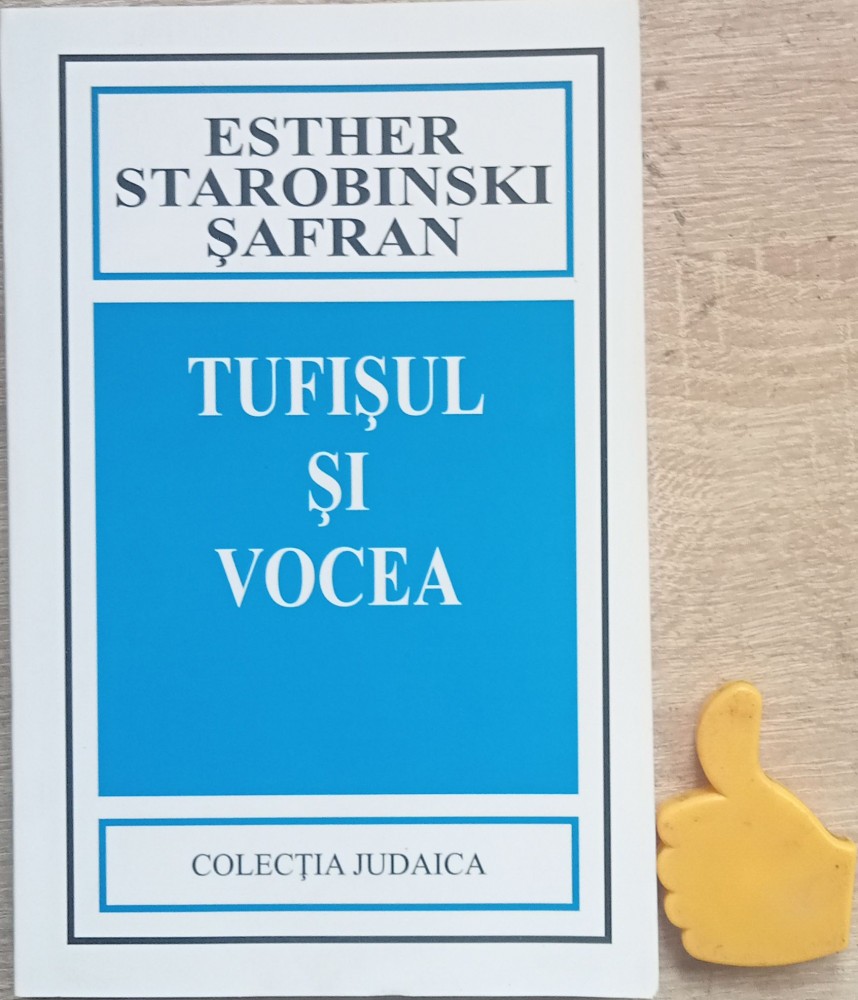 ESTHER
STAROBINSKI
ŞAFRAN
TUFIŞUL
ŞI
VOCEA
COLECŢIA JUDAICA